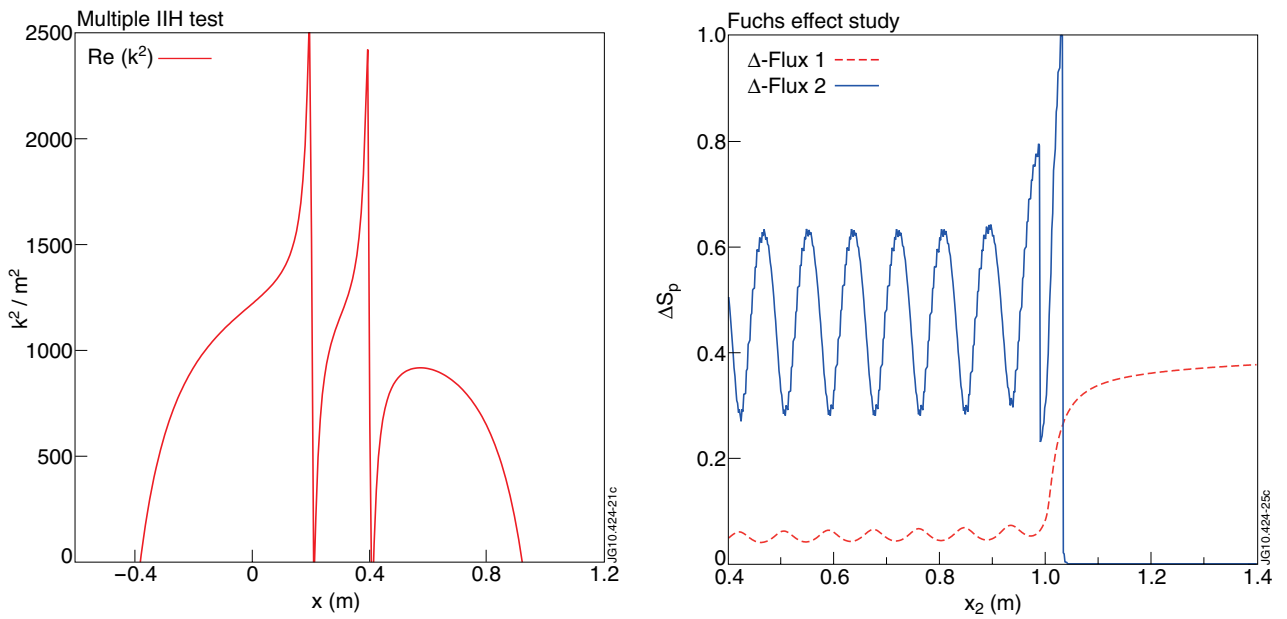 Multiple IIH test
Re (k²)
2500
2000
1500
1000
500
0
k² / m²
−0.4
0
0.4
0.8
1.2
x (m)
JG10.424-21c
Fuchs effect study
Δ-Flux 1
Δ-Flux 2
1.0
0.8
0.6
0.4
0.2
0
ΔSₚ
0.4
0.6
0.8
1.0
1.2
1.4
x₂ (m)
JG10.424-25c